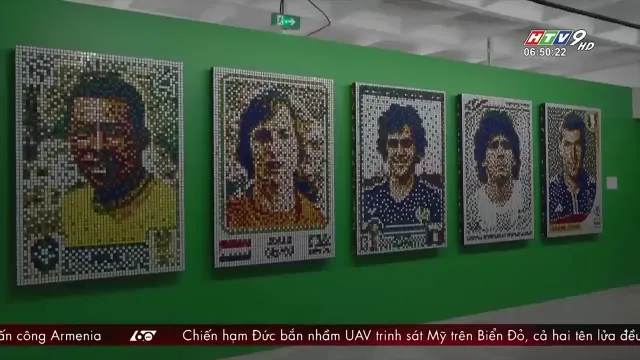 HTV9 HD
06:50:22
ấn công Armenia 60 Chiến hạm Đức bắn nhầm UAV trinh sát Mỹ trên Biển Đỏ, cả hai tên lửa đều